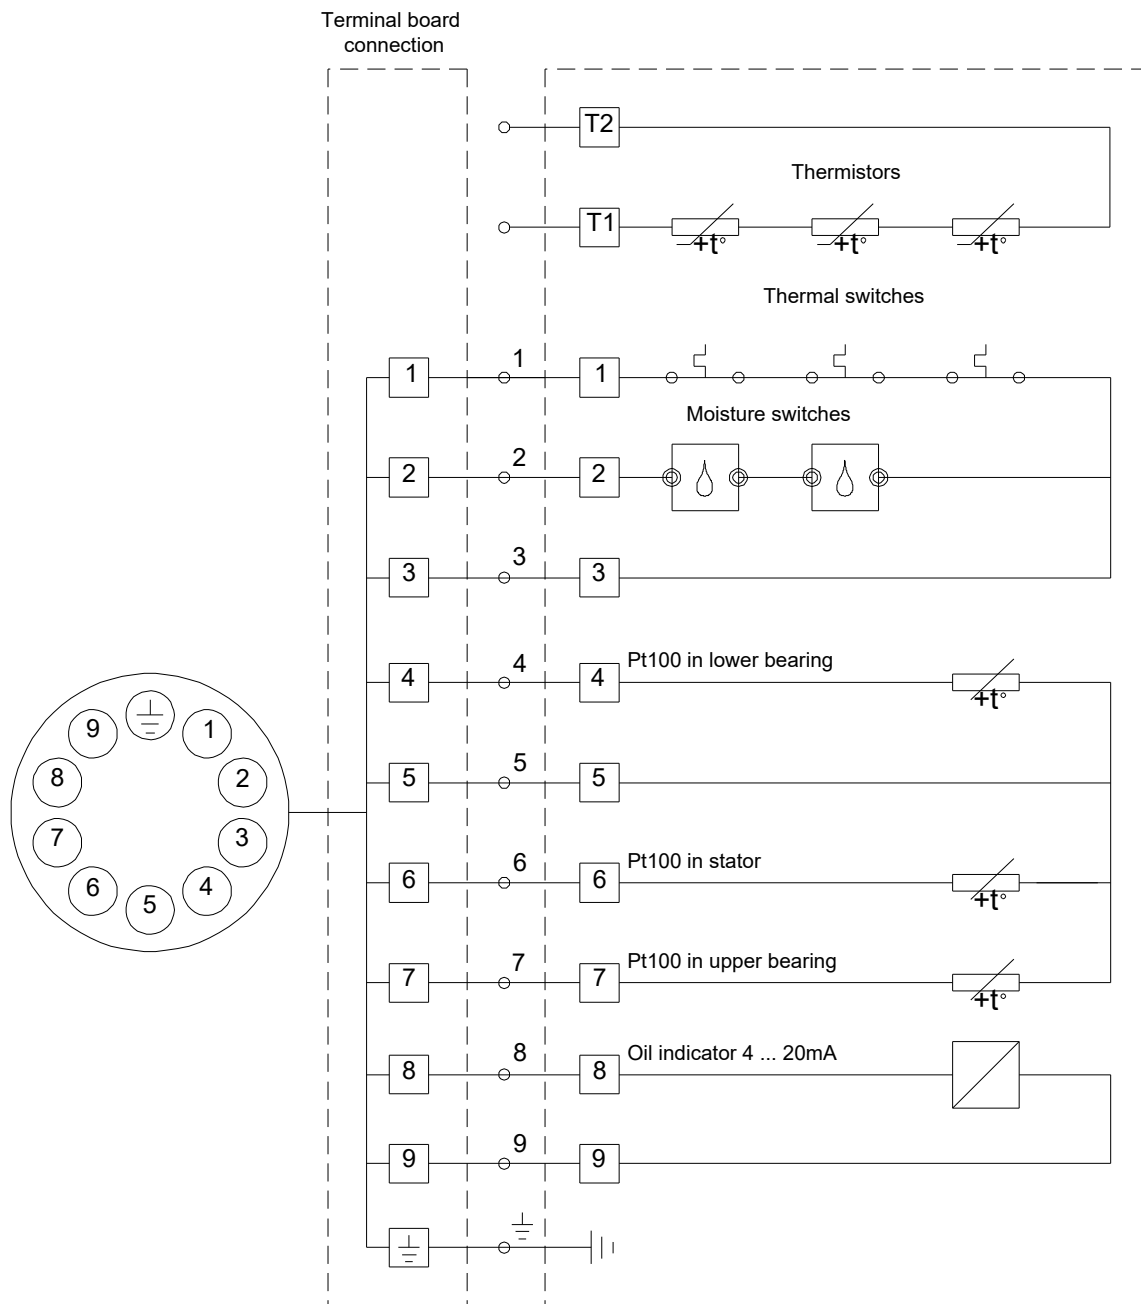 Terminal board
connection
T2
Thermistors
T1
+t°
+t°
+t°
Thermal switches
1
1
1
Moisture switches
2
2
2
3
3
3
4
4
4
Pt100 in lower bearing
+t°
5
5
5
6
6
6
Pt100 in stator
+t°
7
7
7
Pt100 in upper bearing
+t°
8
8
8
Oil indicator 4 ... 20mA
9
9
9
9
1
8
2
7
3
6
5
4